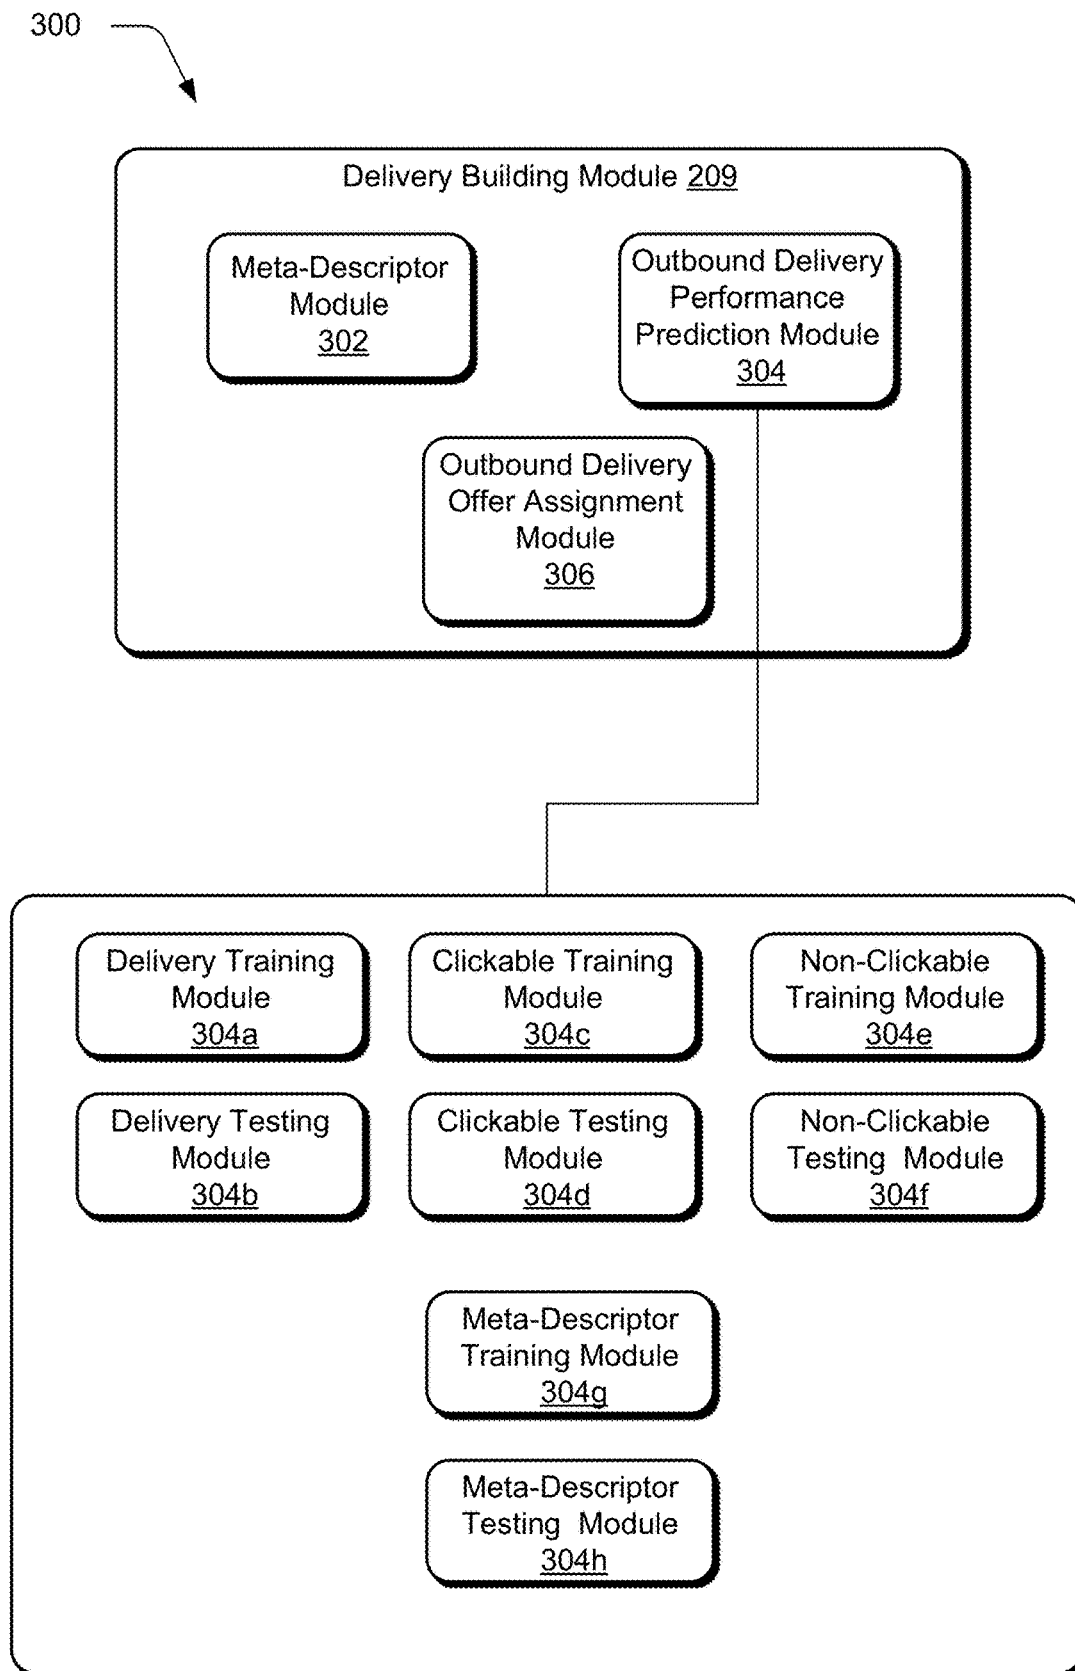 300
Delivery Building Module 209
Meta-Descriptor
Module
302
Outbound Delivery
Performance
Prediction Module
304
Outbound Delivery
Offer Assignment
Module
306
Delivery Training
Module
304a
Clickable Training
Module
304c
Non-Clickable
Training Module
304e
Delivery Testing
Module
304b
Clickable Testing
Module
304d
Non-Clickable
Testing Module
304f
Meta-Descriptor
Training Module
304g
Meta-Descriptor
Testing Module
304h